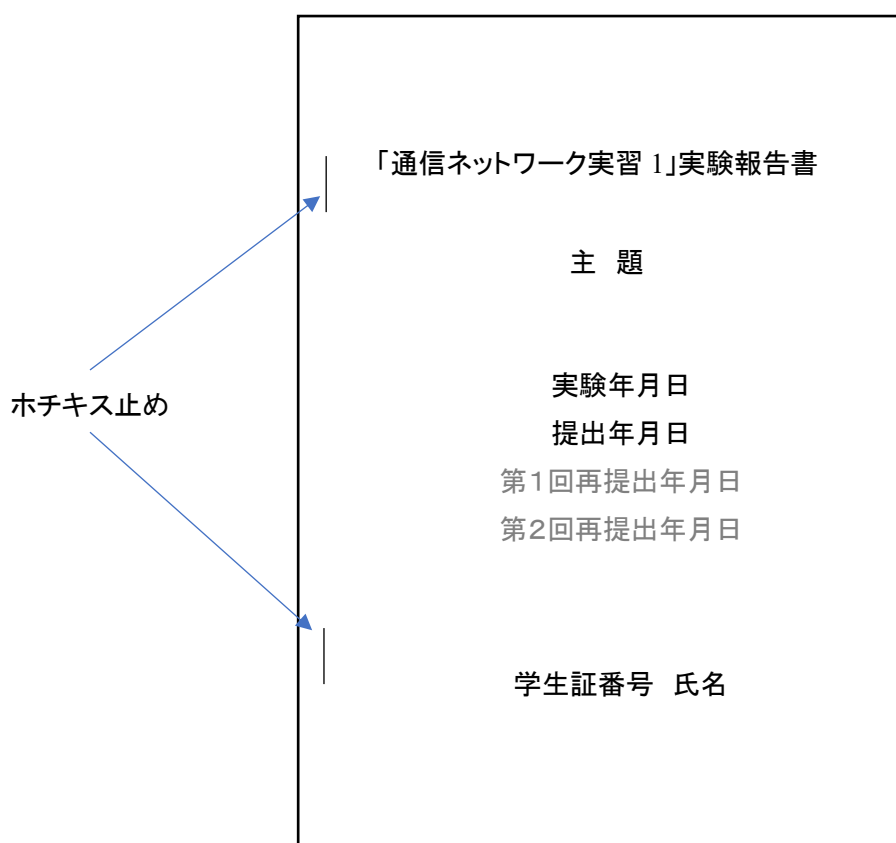 「通信ネットワーク実習 1」実験報告書
主 題
実験年月日
ホチキス止め
提出年月日
第1回再提出年月日
第2回再提出年月日
学生証番号 氏名